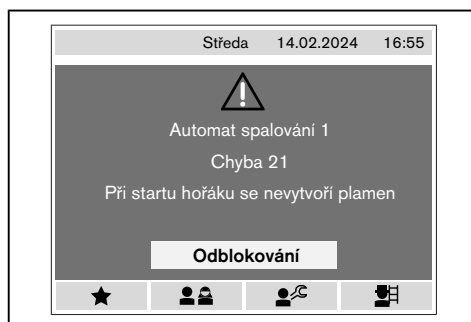 Středa 14.02.2024 16:55
Automat spalování 1
Chyba 21
Při startu hořáku se nevytvoří plamen
Odblokování